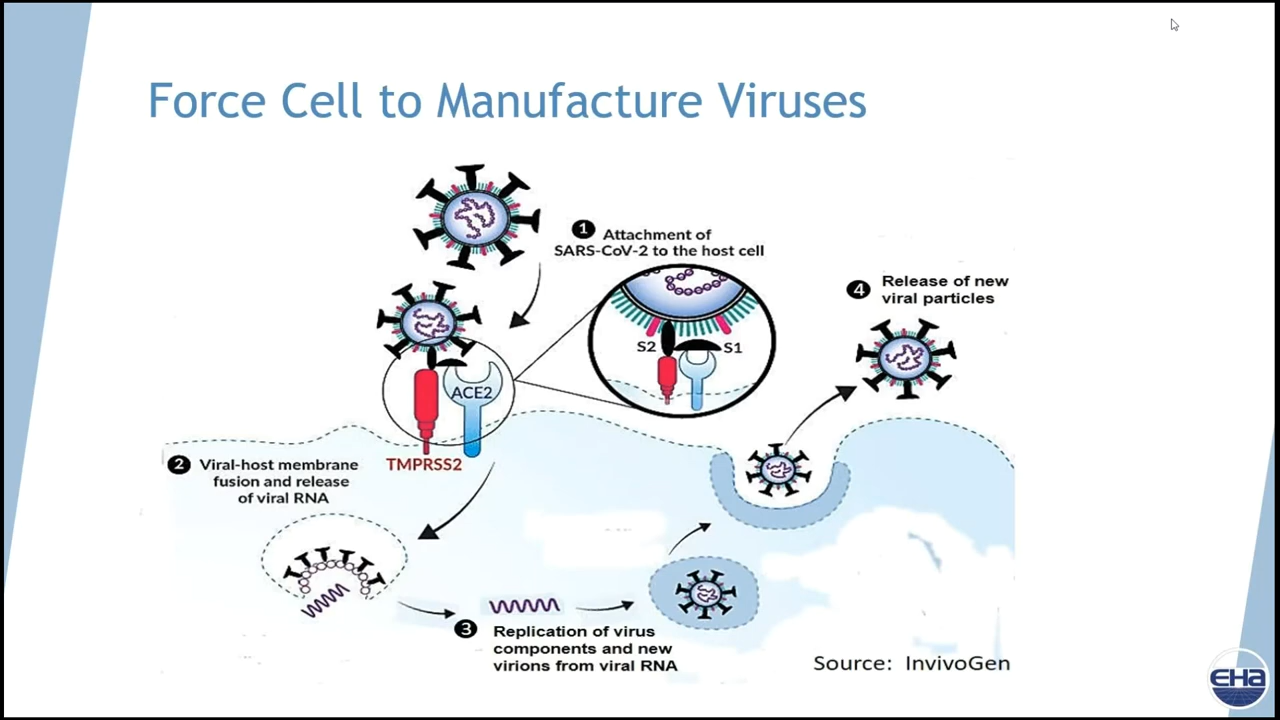 Force Cell to Manufacture Viruses
1 Attachment of
SARS-CoV-2 to the host cell
4 Release of new
viral particles
S2 S1
ACE2
TMPRSS2
2 Viral-host membrane
fusion and release
of viral RNA
3 Replication of virus
components and new
virions from viral RNA
Source: InvivoGen
EHA